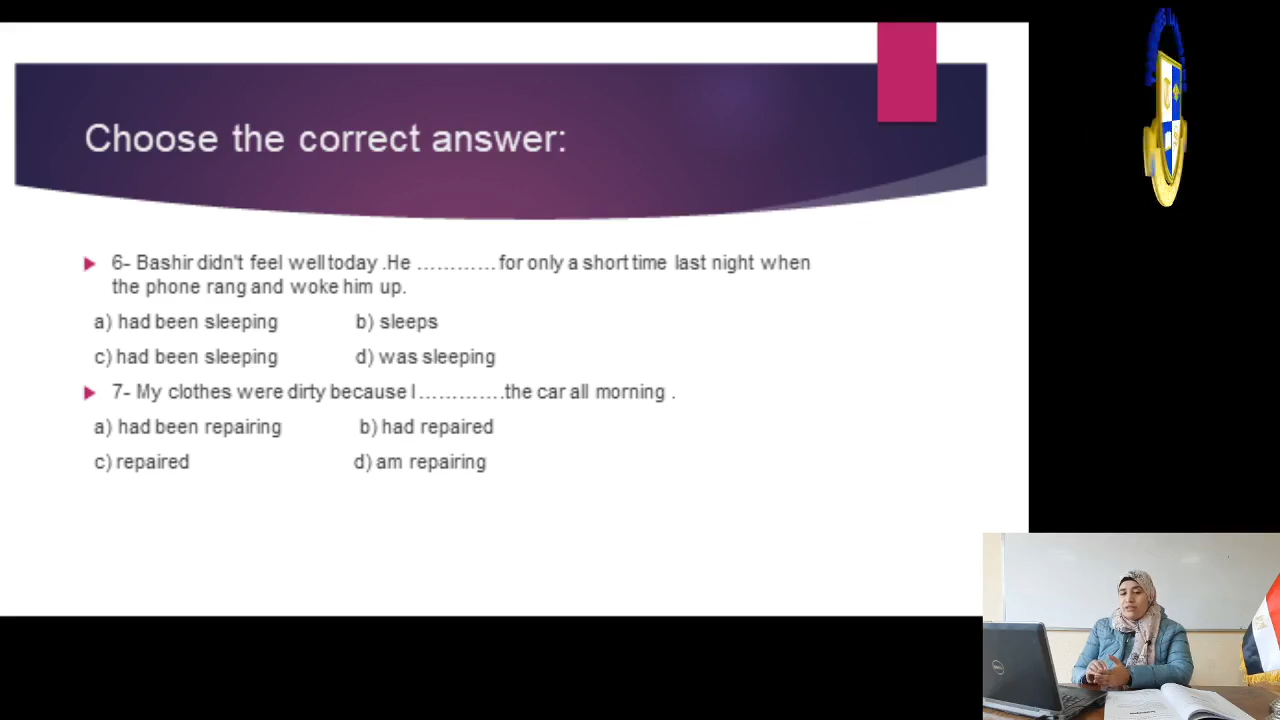 Choose the correct answer:
6- Bashir didn't feel well today .He ………… for only a short time last night when
the phone rang and woke him up.
a) had been sleeping b) sleeps
c) had been sleeping d) was sleeping
7- My clothes were dirty because I………….the car all morning .
a) had been repairing b) had repaired
c) repaired d) am repairing